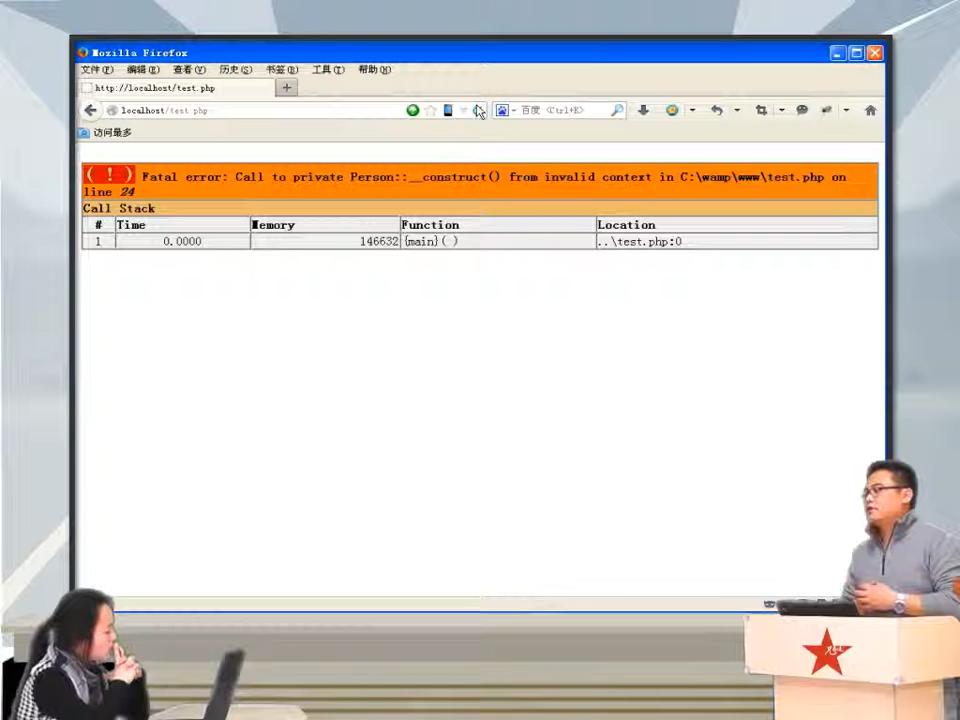 Mozilla Firefox
文件(F) 编辑(E) 查看(V) 历史(S) 书签(B) 工具(T) 帮助(H)
http://localhost/test.php
localhost/test.php 百度 <Ctrl+K>
访问最多
( ! ) Fatal error: Call to private Person::__construct() from invalid context in C:\wamp\www\test.php on
line 24
Call Stack
# Time Memory Function Location
1 0.0000 146632 {main}( ) ..\test.php:0